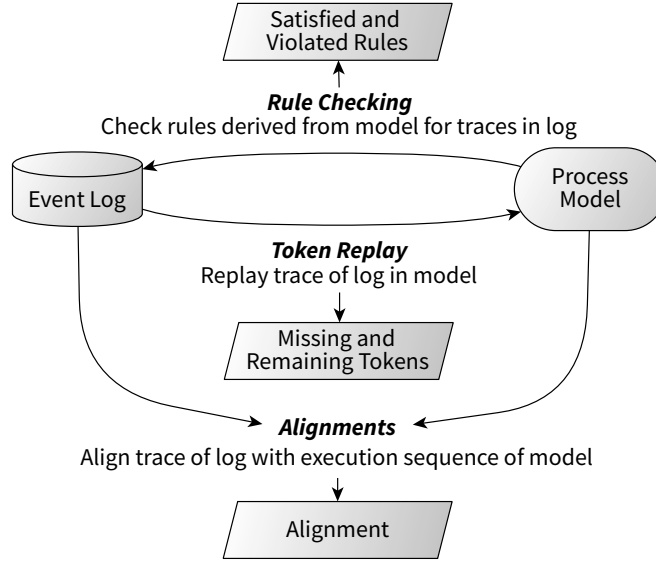 Satisfied and
Violated Rules
Rule Checking
Check rules derived from model for traces in log
Event Log
Process
Model
Token Replay
Replay trace of log in model
Missing and
Remaining Tokens
Alignments
Align trace of log with execution sequence of model
Alignment